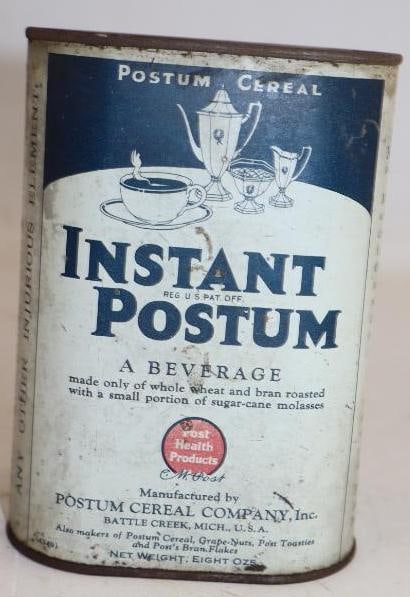 POSTUM CEREAL
INSTANT
REG. U.S. PAT. OFF.
POSTUM
A BEVERAGE
made only of whole wheat and bran roasted
with a small portion of sugar-cane molasses
Post
Health
Products
C W Post
Manufactured by
POSTUM CEREAL COMPANY, Inc.
BATTLE CREEK, MICH., U.S.A.
Also makers of Postum Cereal, Grape-Nuts, Post Toasties
and Post's Bran Flakes
NET WEIGHT, EIGHT OZS.
ANY OTHER INJURIOUS ELEMENT